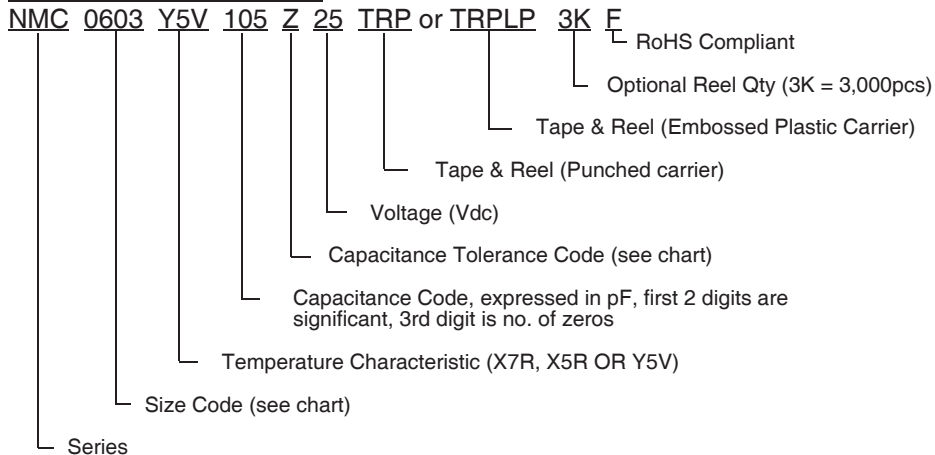 NMC 0603 Y5V 105 Z 25 TRP or TRPLP 3K F
RoHS Compliant
Optional Reel Qty (3K = 3,000pcs)
Tape & Reel (Embossed Plastic Carrier)
Tape & Reel (Punched carrier)
Voltage (Vdc)
Capacitance Tolerance Code (see chart)
Capacitance Code, expressed in pF, first 2 digits are
significant, 3rd digit is no. of zeros
Temperature Characteristic (X7R, X5R OR Y5V)
Size Code (see chart)
Series